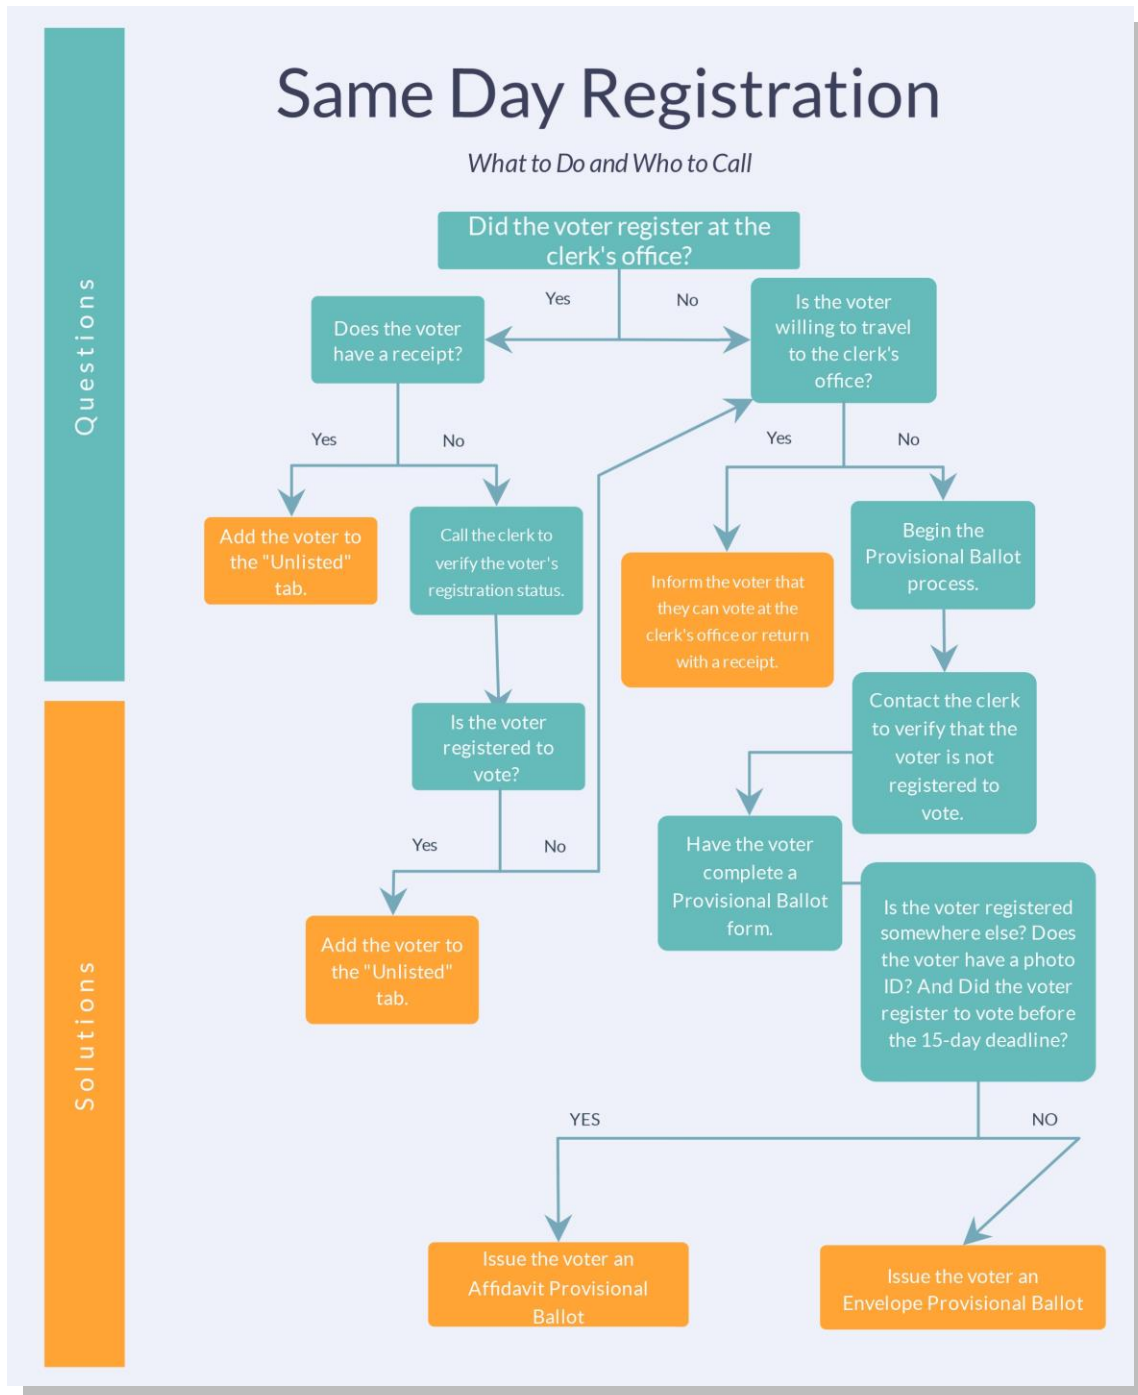 Same Day Registration
What to Do and Who to Call
Questions
Did the voter register at the
clerk's office?
Yes
No
Does the voter
have a receipt?
Is the voter
willing to travel
to the clerk's
office?
Yes
No
Yes
No
Add the voter to
the "Unlisted"
tab.
Call the clerk to
verify the voter's
registration status.
Inform the voter that
they can vote at the
clerk's office or return
with a receipt.
Begin the
Provisional Ballot
process.
Is the voter
registered to
vote?
Contact the clerk
to verify that the
voter is not
registered to
vote.
Yes
No
Have the voter
complete a
Provisional Ballot
form.
Solutions
Add the voter to
the "Unlisted"
tab.
Is the voter registered
somewhere else? Does
the voter have a photo
ID? And Did the voter
register to vote before
the 15-day deadline?
YES
NO
Issue the voter an
Affidavit Provisional
Ballot
Issue the voter an
Envelope Provisional Ballot